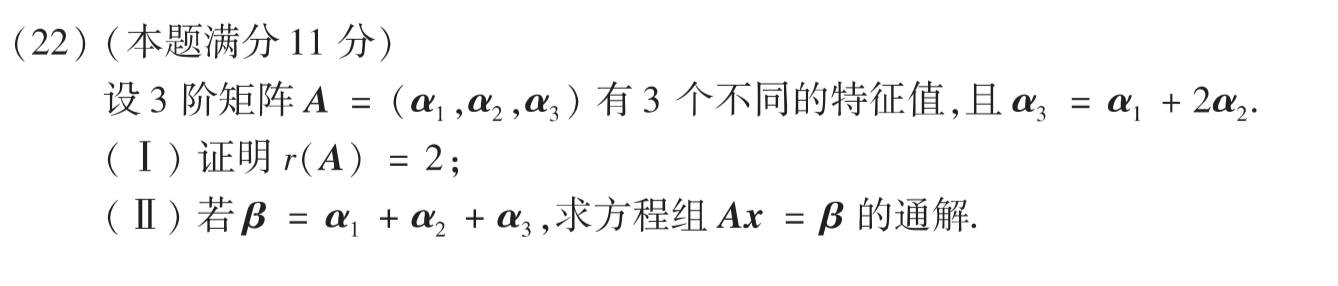 (22)(本题满分 11 分)
设 3 阶矩阵 A = (α₁,α₂,α₃) 有 3 个不同的特征值,且 α₃ = α₁ + 2α₂.
(Ⅰ) 证明 r(A) = 2;
(Ⅱ) 若 β = α₁ + α₂ + α₃,求方程组 Ax = β 的通解.